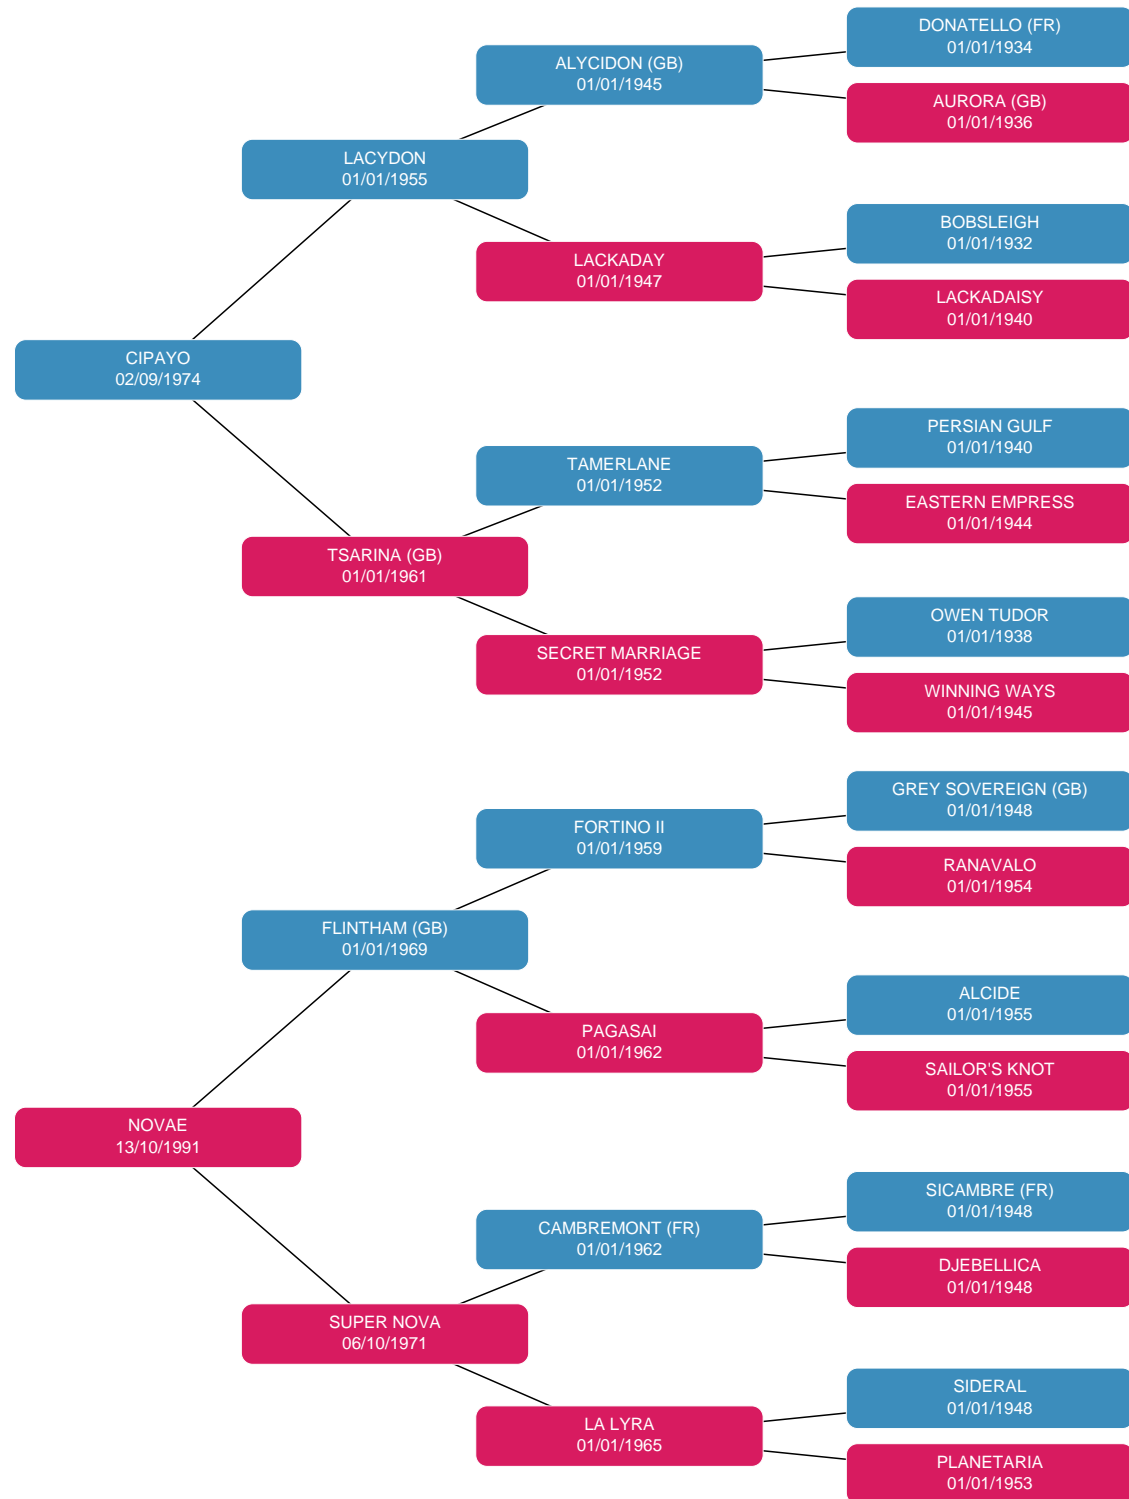 DONATELLO (FR)
01/01/1934
ALYCIDON (GB)
01/01/1945
AURORA (GB)
01/01/1936
LACYDON
01/01/1955
BOBSLEIGH
01/01/1932
LACKADAY
01/01/1947
LACKADAISY
01/01/1940
CIPAYO
02/09/1974
PERSIAN GULF
01/01/1940
TAMERLANE
01/01/1952
EASTERN EMPRESS
01/01/1944
TSARINA (GB)
01/01/1961
OWEN TUDOR
01/01/1938
SECRET MARRIAGE
01/01/1952
WINNING WAYS
01/01/1945
GREY SOVEREIGN (GB)
01/01/1948
FORTINO II
01/01/1959
RANAVALO
01/01/1954
FLINTHAM (GB)
01/01/1969
ALCIDE
01/01/1955
PAGASAI
01/01/1962
SAILOR'S KNOT
01/01/1955
NOVAE
13/10/1991
SICAMBRE (FR)
01/01/1948
CAMBREMONT (FR)
01/01/1962
DJEBELLICA
01/01/1948
SUPER NOVA
06/10/1971
SIDERAL
01/01/1948
LA LYRA
01/01/1965
PLANETARIA
01/01/1953